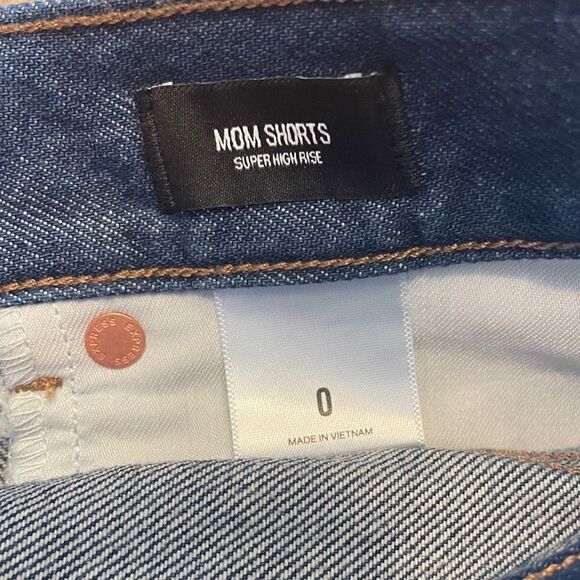 MOM SHORTS
SUPER HIGH RISE
EXPRESS EXPRESS
0
MADE IN VIETNAM